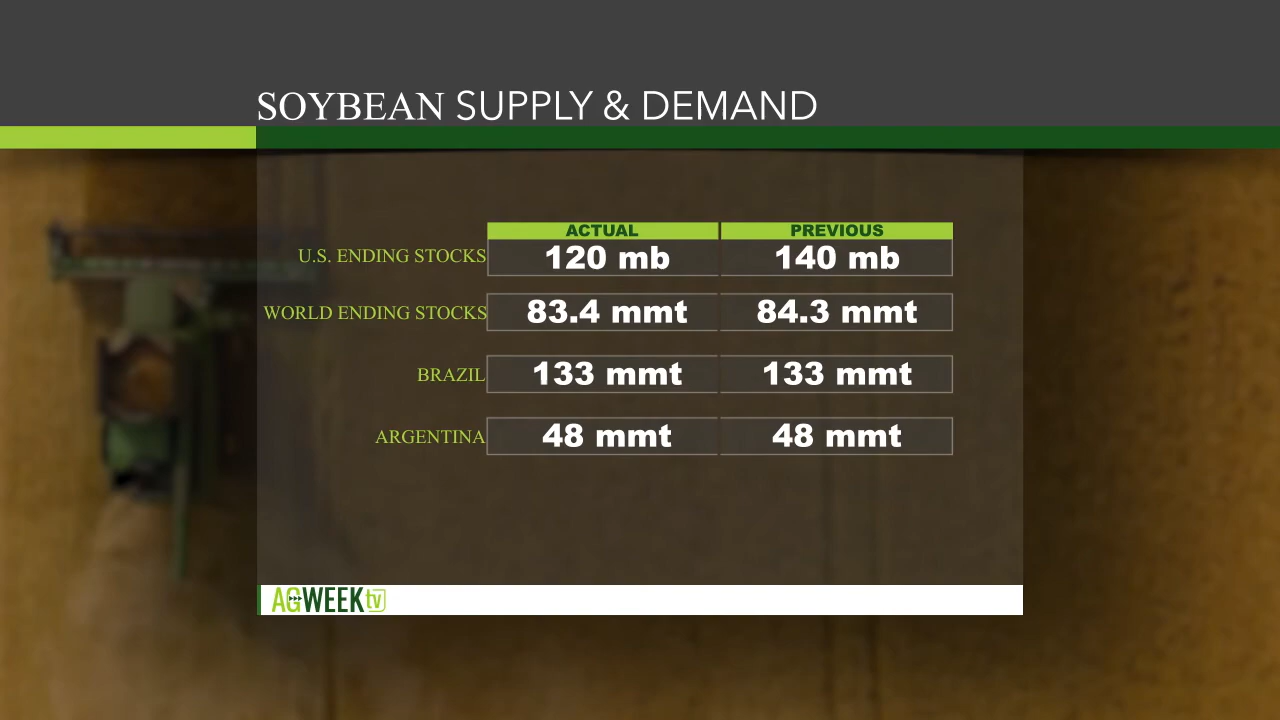 SOYBEAN SUPPLY & DEMAND
ACTUAL PREVIOUS
U.S. ENDING STOCKS 120 mb 140 mb
WORLD ENDING STOCKS 83.4 mmt 84.3 mmt
BRAZIL 133 mmt 133 mmt
ARGENTINA 48 mmt 48 mmt
AGWEEK tv